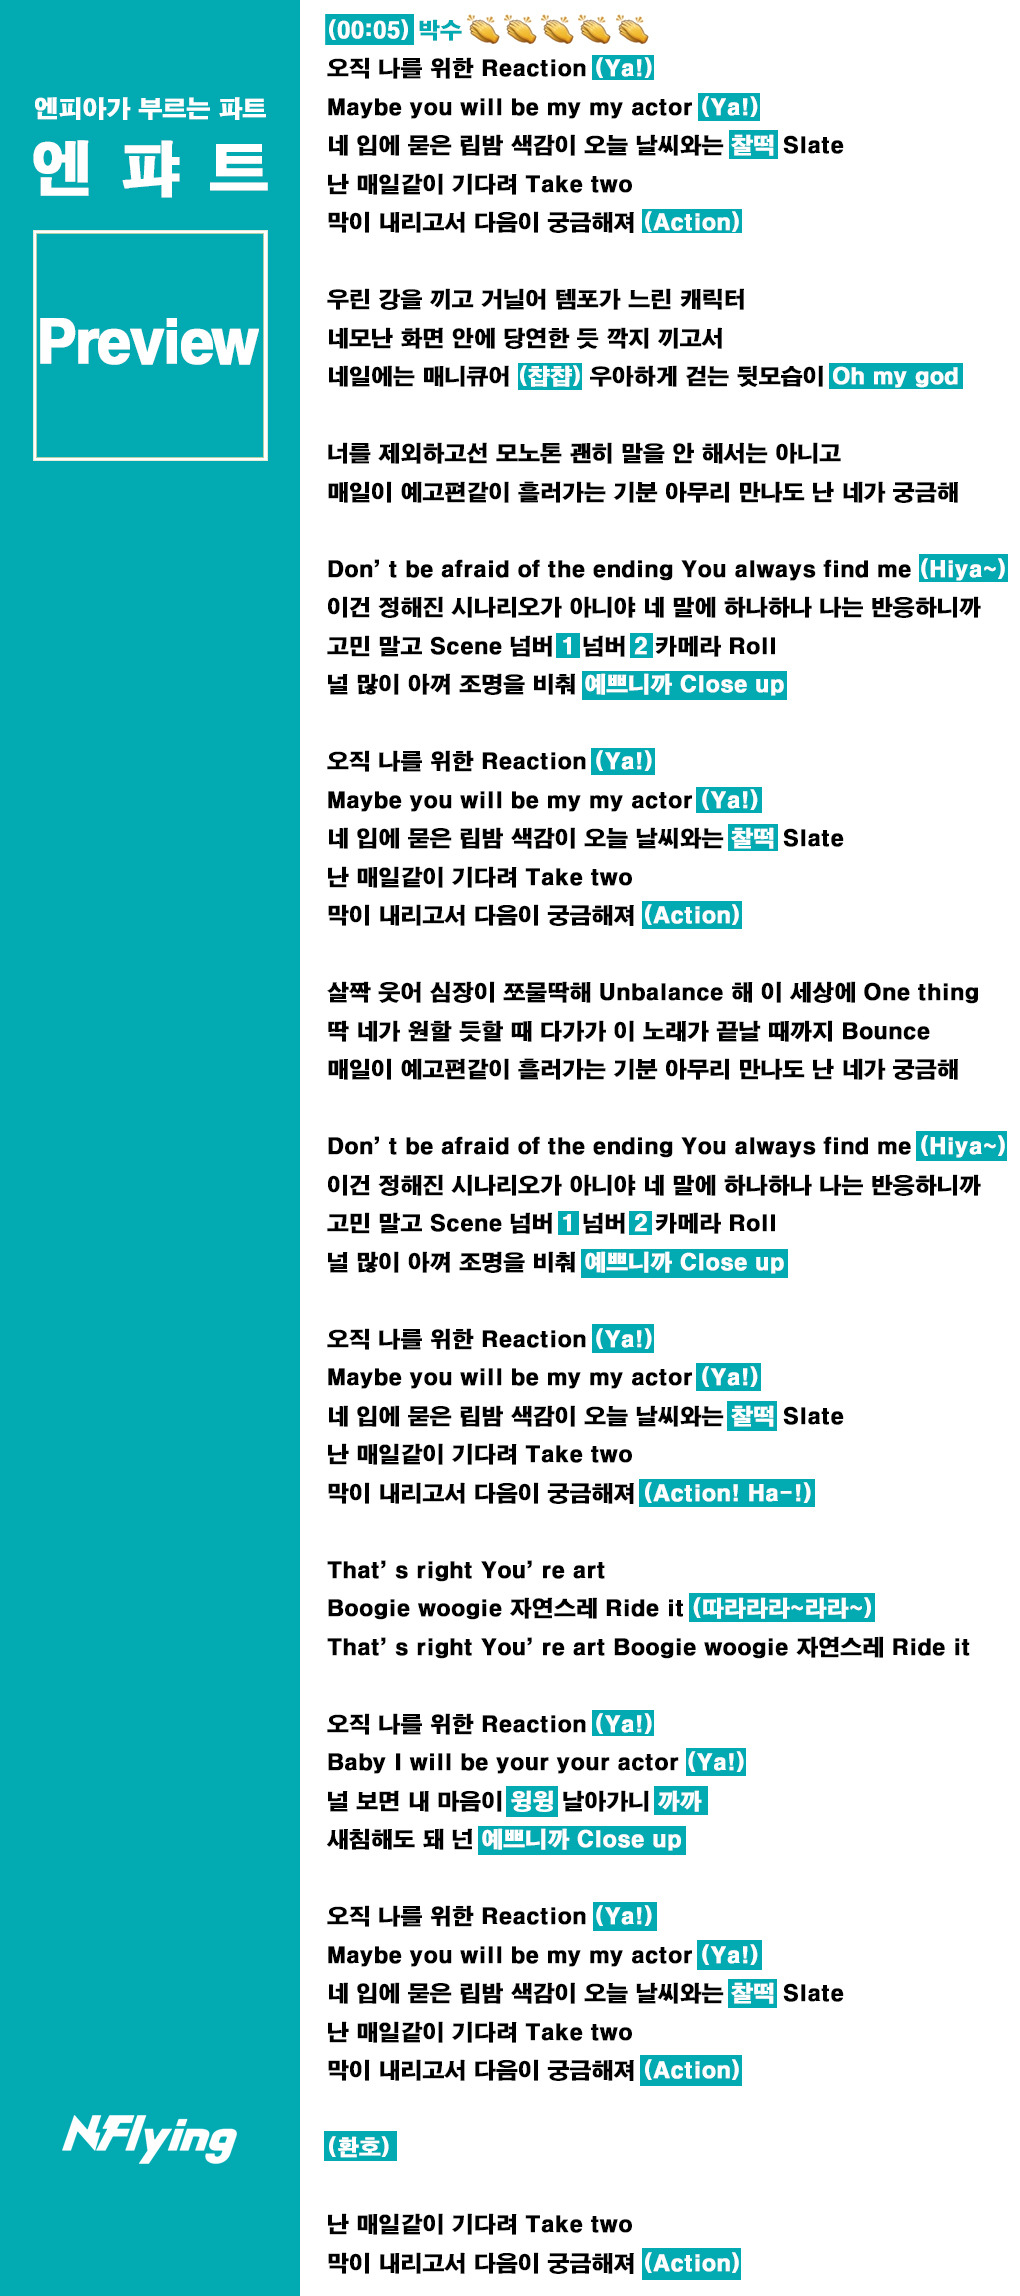 엔피아가 부르는 파트
엔 파 트
Preview
(00:05) 박수 👏👏👏👏👏
오직 나를 위한 Reaction (Ya!)
Maybe you will be my my actor (Ya!)
네 입에 묻은 립밤 색감이 오늘 날씨와는 찰떡 Slate
난 매일같이 기다려 Take two
막이 내리고서 다음이 궁금해져 (Action)
우린 강을 끼고 거닐어 템포가 느린 캐릭터
네모난 화면 안에 당연한 듯 깍지 끼고서
네일에는 매니큐어 (챱챱) 우아하게 걷는 뒷모습이 Oh my god
너를 제외하고선 모노톤 괜히 말을 안 해서는 아니고
매일이 예고편같이 흘러가는 기분 아무리 만나도 난 네가 궁금해
Don’ t be afraid of the ending You always find me (Hiya~)
이건 정해진 시나리오가 아니야 네 말에 하나하나 나는 반응하니까
고민 말고 Scene 넘버 1 넘버 2 카메라 Roll
널 많이 아껴 조명을 비춰 예쁘니까 Close up
오직 나를 위한 Reaction (Ya!)
Maybe you will be my my actor (Ya!)
네 입에 묻은 립밤 색감이 오늘 날씨와는 찰떡 Slate
난 매일같이 기다려 Take two
막이 내리고서 다음이 궁금해져 (Action)
살짝 웃어 심장이 쪼물딱해 Unbalance 해 이 세상에 One thing
딱 네가 원할 듯할 때 다가가 이 노래가 끝날 때까지 Bounce
매일이 예고편같이 흘러가는 기분 아무리 만나도 난 네가 궁금해
Don’ t be afraid of the ending You always find me (Hiya~)
이건 정해진 시나리오가 아니야 네 말에 하나하나 나는 반응하니까
고민 말고 Scene 넘버 1 넘버 2 카메라 Roll
널 많이 아껴 조명을 비춰 예쁘니까 Close up
오직 나를 위한 Reaction (Ya!)
Maybe you will be my my actor (Ya!)
네 입에 묻은 립밤 색감이 오늘 날씨와는 찰떡 Slate
난 매일같이 기다려 Take two
막이 내리고서 다음이 궁금해져 (Action! Ha-!)
That’ s right You’ re art
Boogie woogie 자연스레 Ride it (따라라라~라라~)
That’ s right You’ re art Boogie woogie 자연스레 Ride it
오직 나를 위한 Reaction (Ya!)
Baby I will be your your actor (Ya!)
널 보면 내 마음이 윙윙 날아가니 까까
새침해도 돼 넌 예쁘니까 Close up
오직 나를 위한 Reaction (Ya!)
Maybe you will be my my actor (Ya!)
네 입에 묻은 립밤 색감이 오늘 날씨와는 찰떡 Slate
난 매일같이 기다려 Take two
막이 내리고서 다음이 궁금해져 (Action)
(환호)
난 매일같이 기다려 Take two
막이 내리고서 다음이 궁금해져 (Action)
N.Flying